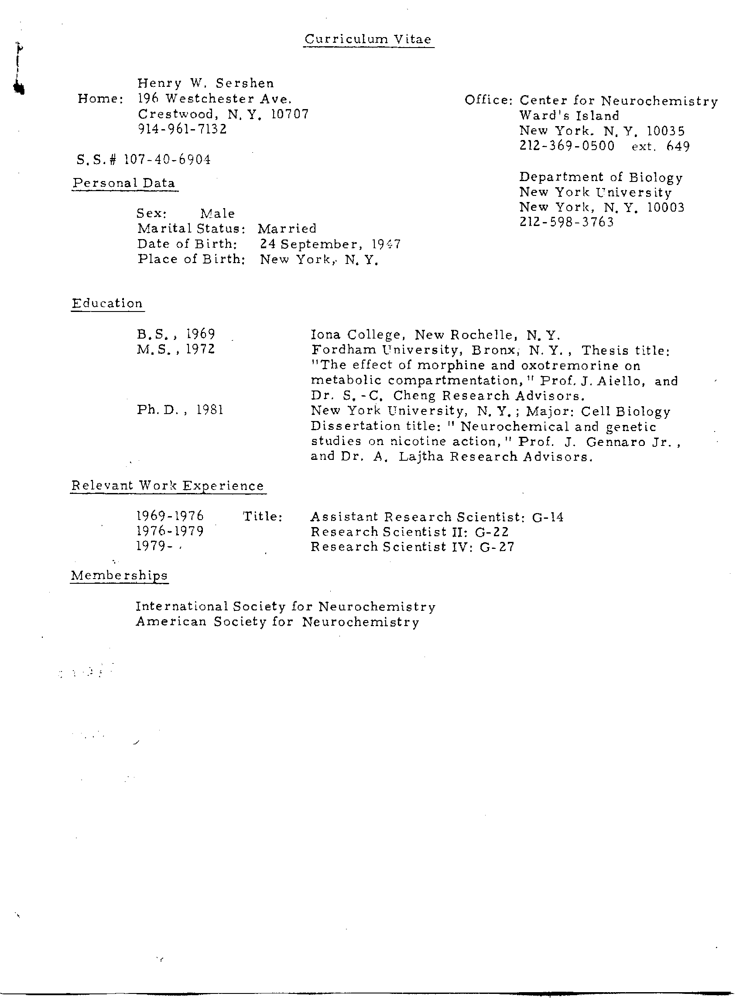 Curriculum Vitae
Henry W. Sershen
Home: 196 Westchester Ave.
Crestwood, N.Y. 10707
914-961-7132
S.S.# 107-40-6904
Office: Center for Neurochemistry
Ward's Island
New York. N.Y. 10035
212-369-0500 ext. 649
Department of Biology
New York University
New York, N.Y. 10003
212-598-3763
Personal Data
Sex: Male
Marital Status: Married
Date of Birth: 24 September, 1947
Place of Birth: New York, N.Y.
Education
B.S., 1969 Iona College, New Rochelle, N.Y.
M.S., 1972 Fordham University, Bronx, N.Y., Thesis title:
"The effect of morphine and oxotremorine on
metabolic compartmentation," Prof. J. Aiello, and
Dr. S.-C. Cheng Research Advisors.
Ph.D., 1981 New York University, N.Y.; Major: Cell Biology
Dissertation title: " Neurochemical and genetic
studies on nicotine action," Prof. J. Gennaro Jr.,
and Dr. A. Lajtha Research Advisors.
Relevant Work Experience
1969-1976 Title: Assistant Research Scientist: G-14
1976-1979 Research Scientist II: G-22
1979- Research Scientist IV: G-27
Memberships
International Society for Neurochemistry
American Society for Neurochemistry